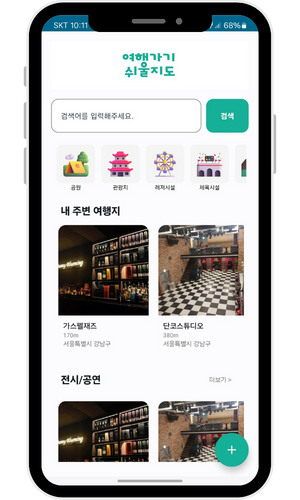 SKT 10:11
68%
여행가기
쉬울지도
검색어를 입력해주세요.
검색
공원
관광지
레저시설
체육시설
내 주변 여행지
가스펠재즈
170m
서울특별시 강남구
단코스튜디오
380m
서울특별시 강남구
전시/공연
더보기 >
+